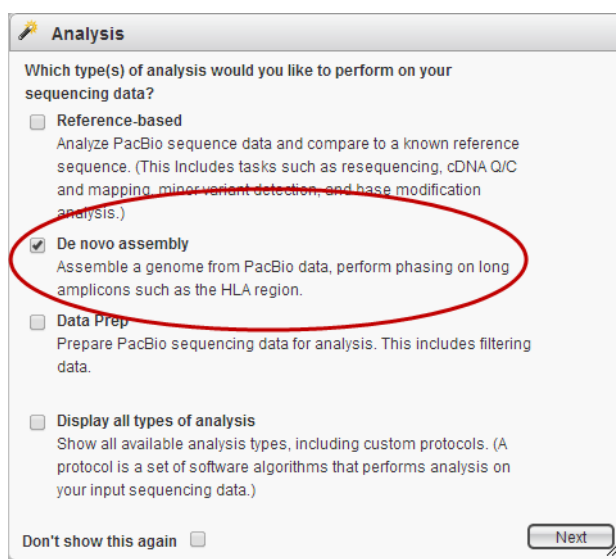 Analysis
Which type(s) of analysis would you like to perform on your
sequencing data?
Reference-based
Analyze PacBio sequence data and compare to a known reference
sequence. (This Includes tasks such as resequencing, cDNA Q/C
and mapping, minor variant detection, and base modification
analysis.)
De novo assembly
Assemble a genome from PacBio data, perform phasing on long
amplicons such as the HLA region.
Data Prep
Prepare PacBio sequencing data for analysis. This includes filtering
data.
Display all types of analysis
Show all available analysis types, including custom protocols. (A
protocol is a set of software algorithms that performs analysis on
your input sequencing data.)
Don't show this again
Next